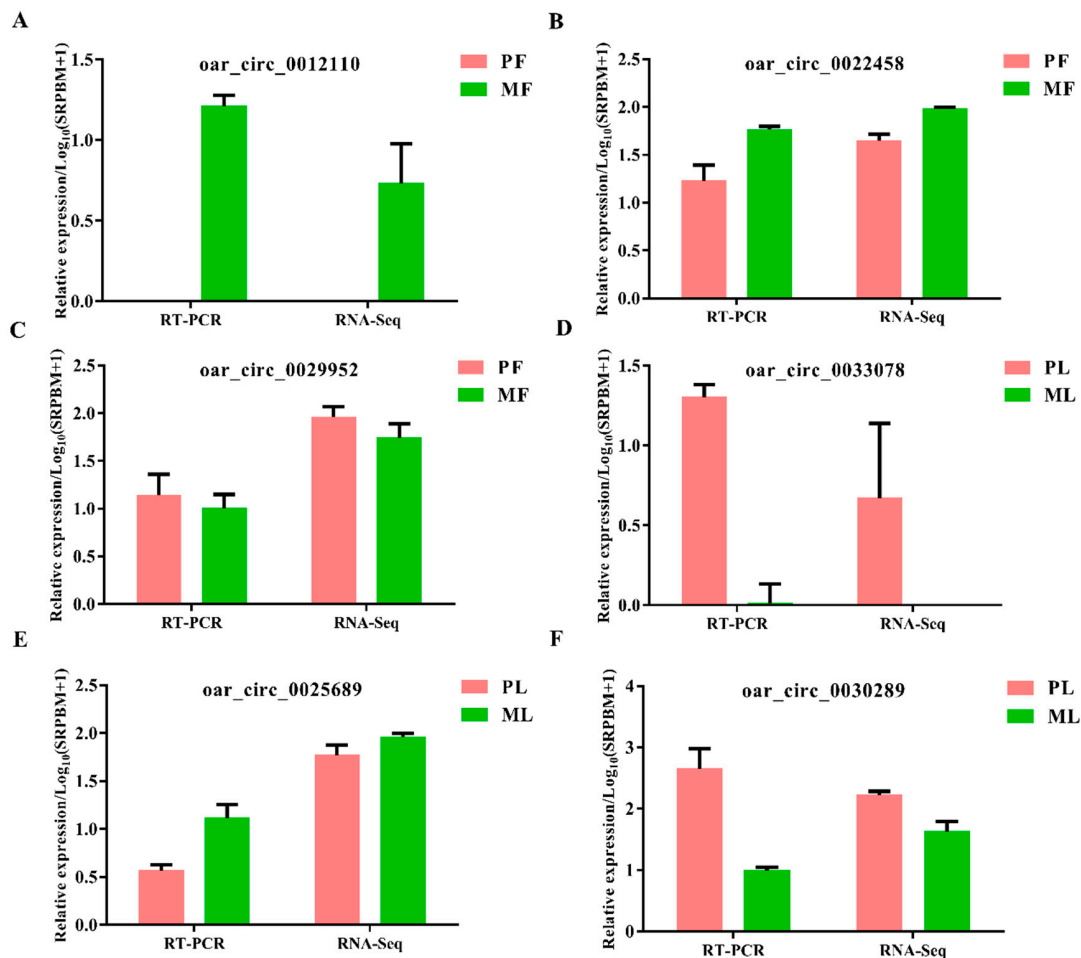 A
Relative expression/Log10(SRPBM+1)
oar_circ_0012110
PF
MF
1.5
1.0
0.5
0.0
RT-PCR RNA-Seq
B
Relative expression/Log10(SRPBM+1)
oar_circ_0022458
PF
MF
2.5
2.0
1.5
1.0
0.5
0.0
RT-PCR RNA-Seq
C
Relative expression/Log10(SRPBM+1)
oar_circ_0029952
PF
MF
2.5
2.0
1.5
1.0
0.5
0.0
RT-PCR RNA-Seq
D
Relative expression/Log10(SRPBM+1)
oar_circ_0033078
PL
ML
1.5
1.0
0.5
0.0
RT-PCR RNA-Seq
E
Relative expression/Log10(SRPBM+1)
oar_circ_0025689
PL
ML
2.5
2.0
1.5
1.0
0.5
0.0
RT-PCR RNA-Seq
F
Relative expression/Log10(SRPBM+1)
oar_circ_0030289
PL
ML
4
3
2
1
0
RT-PCR RNA-Seq